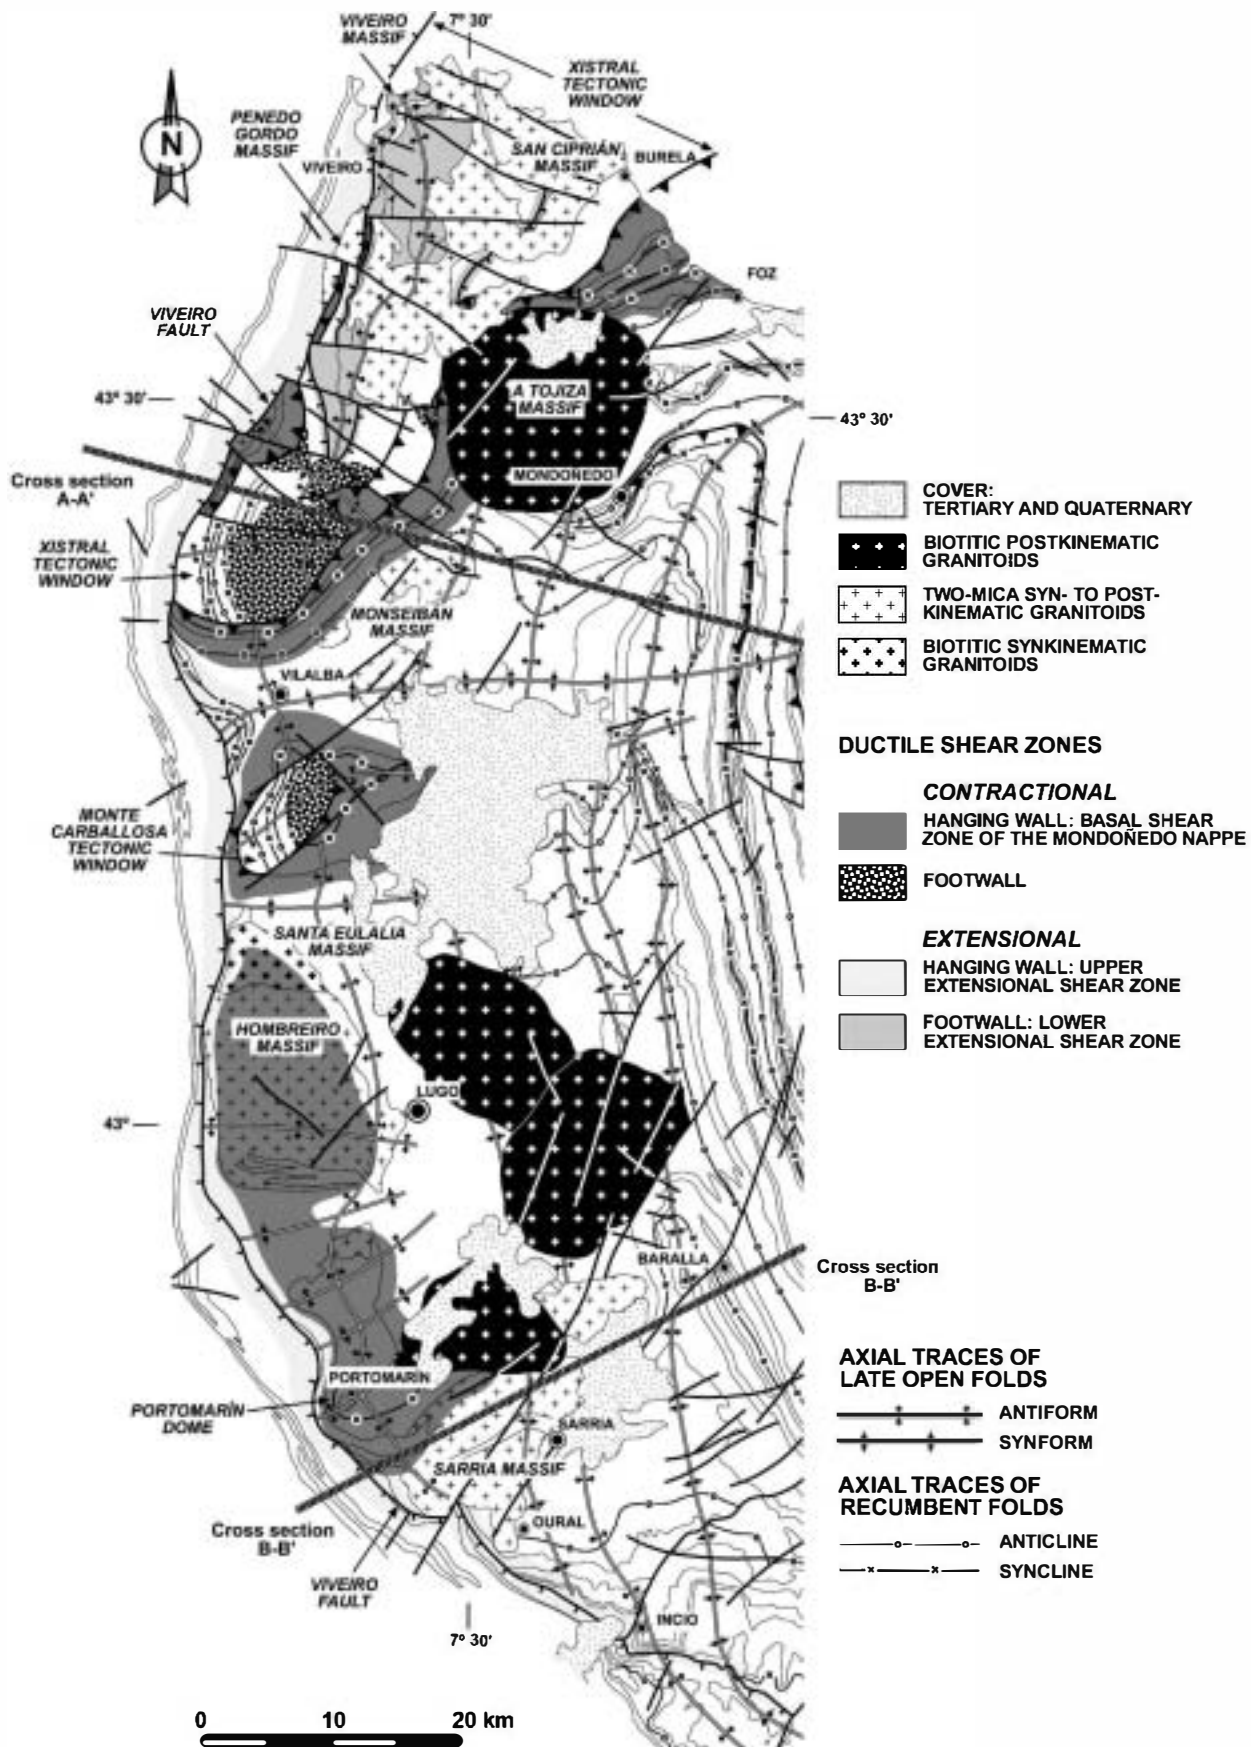 VIVEIRO
MASSIF
7º 30'
XISTRAL
TECTONIC
WINDOW
N
PENEDO
GORDO
MASSIF
VIVEIRO
SAN CIPRIÁN
MASSIF
BURELA
FOZ
VIVEIRO
FAULT
A TOJIZA
MASSIF
43º 30'
43º 30'
MONDOÑEDO
Cross section
A-A'
XISTRAL
TECTONIC
WINDOW
MONSEIBAN
MASSIF
VILALBA
MONTE
CARBALLOSA
TECTONIC
WINDOW
SANTA EULALIA
MASSIF
HOMBREIRO
MASSIF
LUGO
43º
BARALLA
Cross section
B-B'
PORTOMARÍN
PORTOMARÍN
DOME
SARRIA
SARRIA MASSIF
Cross section
B-B'
OURAL
VIVEIRO
FAULT
INCIO
7º 30'
0 10 20 km
COVER:
TERTIARY AND QUATERNARY
BIOTITIC POSTKINEMATIC
GRANITOIDS
TWO-MICA SYN- TO POST-
KINEMATIC GRANITOIDS
BIOTITIC SYNKINEMATIC
GRANITOIDS
DUCTILE SHEAR ZONES
CONTRACTIONAL
HANGING WALL: BASAL SHEAR
ZONE OF THE MONDOÑEDO NAPPE
FOOTWALL
EXTENSIONAL
HANGING WALL: UPPER
EXTENSIONAL SHEAR ZONE
FOOTWALL: LOWER
EXTENSIONAL SHEAR ZONE
AXIAL TRACES OF
LATE OPEN FOLDS
ANTIFORM
SYNFORM
AXIAL TRACES OF
RECUMBENT FOLDS
ANTICLINE
SYNCLINE